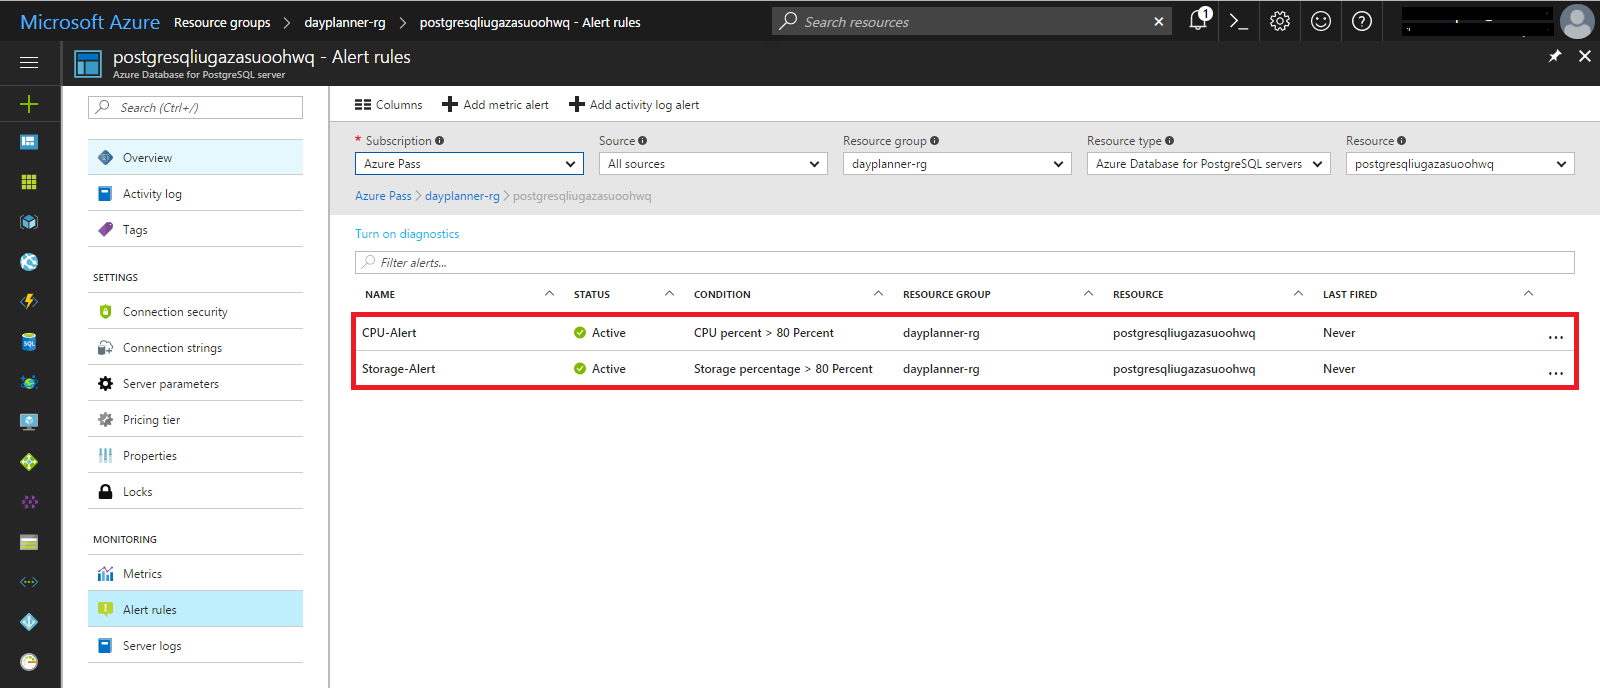 Microsoft Azure Resource groups > dayplanner-rg > postgresqliugazasuoohwq - Alert rules
Search resources
1
postgresqliugazasuoohwq - Alert rules
Azure Database for PostgreSQL server
Search (Ctrl+/)
Overview
Activity log
Tags
SETTINGS
Connection security
Connection strings
SQL
Server parameters
Pricing tier
Properties
Locks
MONITORING
Metrics
Alert rules
Server logs
Columns
Add metric alert
Add activity log alert
* Subscription
Azure Pass
Source
All sources
Resource group
dayplanner-rg
Resource type
Azure Database for PostgreSQL servers
Resource
postgresqliugazasuoohwq
Azure Pass > dayplanner-rg > postgresqliugazasuoohwq
Turn on diagnostics
Filter alerts...
NAME STATUS CONDITION RESOURCE GROUP RESOURCE LAST FIRED
CPU-Alert Active CPU percent > 80 Percent dayplanner-rg postgresqliugazasuoohwq Never ...
Storage-Alert Active Storage percentage > 80 Percent dayplanner-rg postgresqliugazasuoohwq Never ...